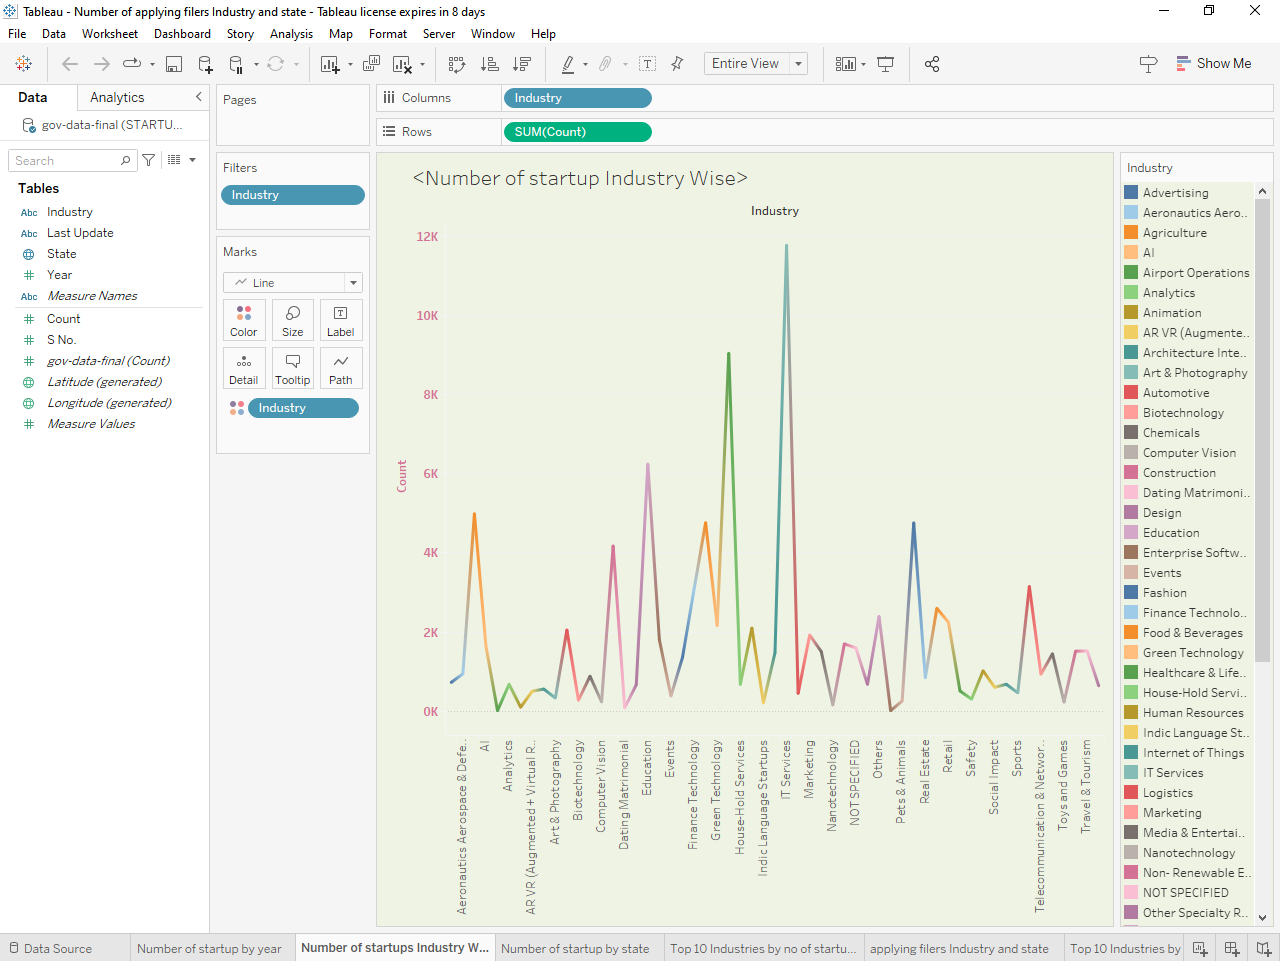 Tableau - Number of applying filers Industry and state - Tableau license expires in 8 days
File Data Worksheet Dashboard Story Analysis Map Format Server Window Help
Entire View
Show Me
Data Analytics
gov-data-final (STARTU...
Search
Tables
Abc Industry
Abc Last Update
State
Year
Abc Measure Names
Count
S No.
gov-data-final (Count)
Latitude (generated)
Longitude (generated)
Measure Values
Pages
Filters
Industry
Marks
Line
Color Size Label
Detail Tooltip Path
Industry
Columns Industry
Rows SUM(Count)
<Number of startup Industry Wise>
Industry
12K
10K
8K
6K
4K
2K
0K
Count
Aeronautics Aerospace & Defe..
AI
Analytics
AR VR (Augmented + Virtual R..
Art & Photography
Biotechnology
Computer Vision
Dating Matrimonial
Education
Events
Finance Technology
Green Technology
House-Hold Services
Indic Language Startups
IT Services
Marketing
Nanotechnology
NOT SPECIFIED
Others
Pets & Animals
Real Estate
Retail
Safety
Social Impact
Sports
Telecommunication & Networ..
Toys and Games
Travel & Tourism
Industry
Advertising
Aeronautics Aero..
Agriculture
AI
Airport Operations
Analytics
Animation
AR VR (Augmente..
Architecture Inte..
Art & Photography
Automotive
Biotechnology
Chemicals
Computer Vision
Construction
Dating Matrimoni..
Design
Education
Enterprise Softw..
Events
Fashion
Finance Technolo..
Food & Beverages
Green Technology
Healthcare & Life..
House-Hold Servi..
Human Resources
Indic Language St..
Internet of Things
IT Services
Logistics
Marketing
Media & Entertai..
Nanotechnology
Non- Renewable E..
NOT SPECIFIED
Other Specialty R..
Data Source Number of startup by year Number of startups Industry W... Number of startup by state Top 10 Industries by no of startu... applying filers Industry and state Top 10 Industries by